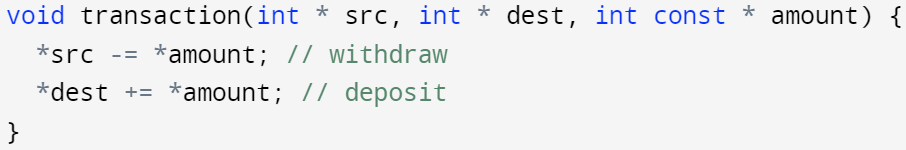 void transaction(int * src, int * dest, int const * amount) {
  *src -= *amount; // withdraw
  *dest += *amount; // deposit
}